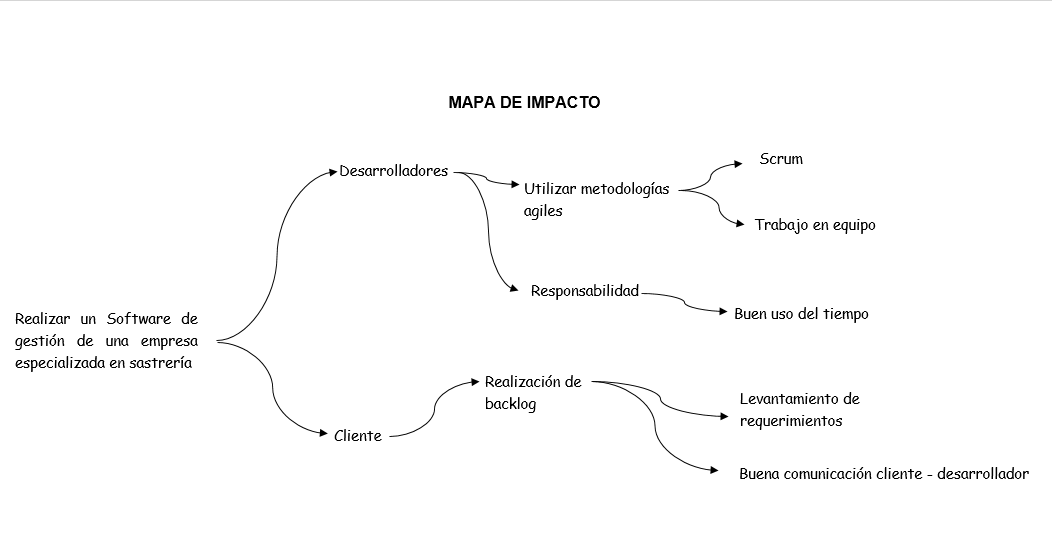 MAPA DE IMPACTO
Scrum
Desarrolladores
Utilizar metodologías
agiles
Trabajo en equipo
Responsabilidad
Buen uso del tiempo
Realizar un Software de
gestión de una empresa
especializada en sastrería
Cliente
Realización de
backlog
Levantamiento de
requerimientos
Buena comunicación cliente - desarrollador